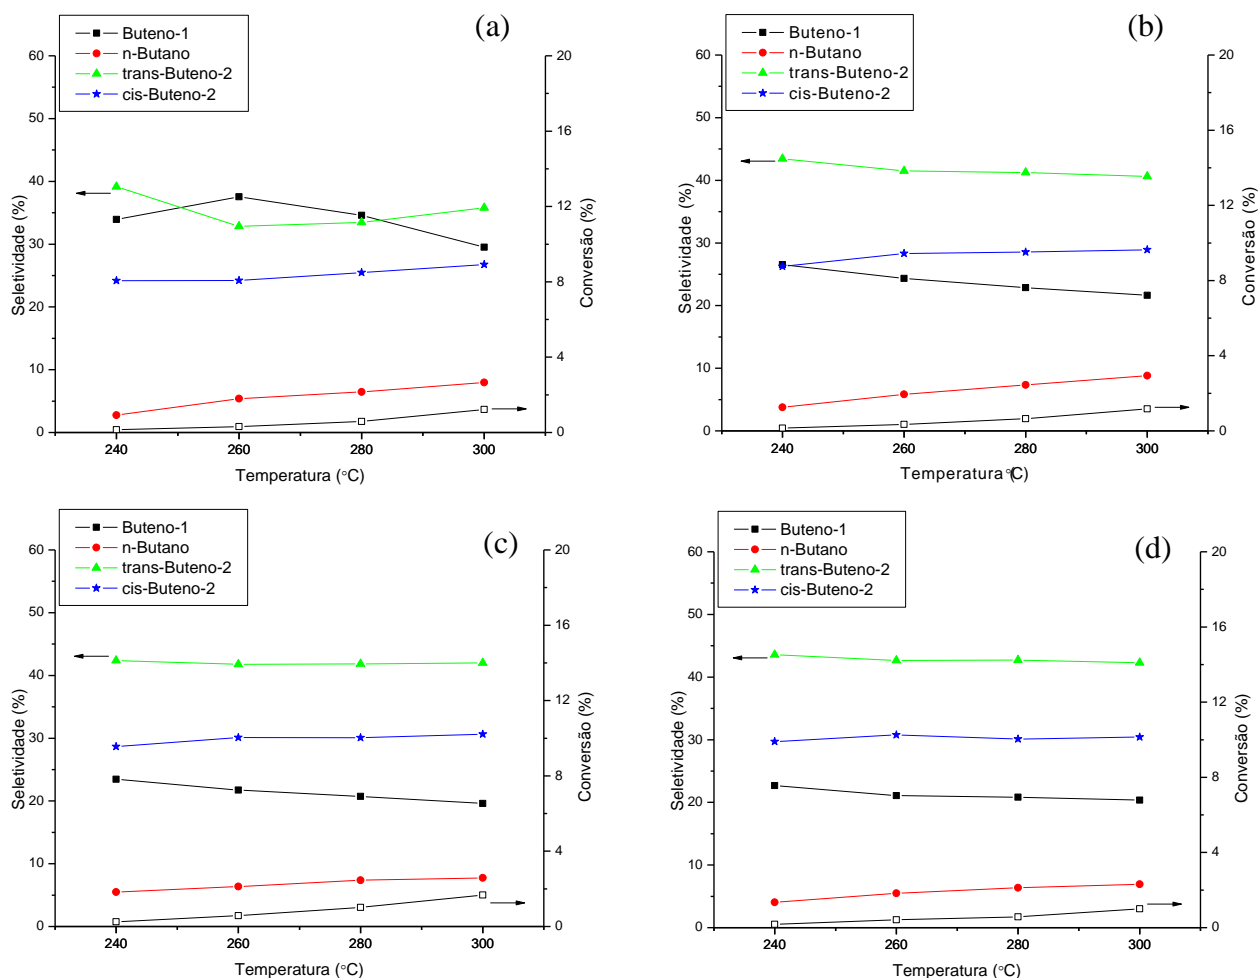 (a)
Buteno-1
n-Butano
trans-Buteno-2
cis-Buteno-2
60
50
40
30
20
10
0
Seletividade (%)
20
16
12
8
4
0
Conversão (%)
240 260 280 300
Temperatura (°C)
(b)
Buteno-1
n-Butano
trans-Buteno-2
cis-Buteno-2
60
50
40
30
20
10
0
Seletividade (%)
20
16
12
8
4
0
Conversão (%)
240 260 280 300
Temperatura (°C)
(c)
Buteno-1
n-Butano
trans-Buteno-2
cis-Buteno-2
60
50
40
30
20
10
0
Seletividade (%)
20
16
12
8
4
0
Conversão (%)
240 260 280 300
Temperatura (°C)
(d)
Buteno-1
n-Butano
trans-Buteno-2
cis-Buteno-2
60
50
40
30
20
10
0
Seletividade (%)
20
16
12
8
4
0
Conversão (%)
240 260 280 300
Temperatura (°C)